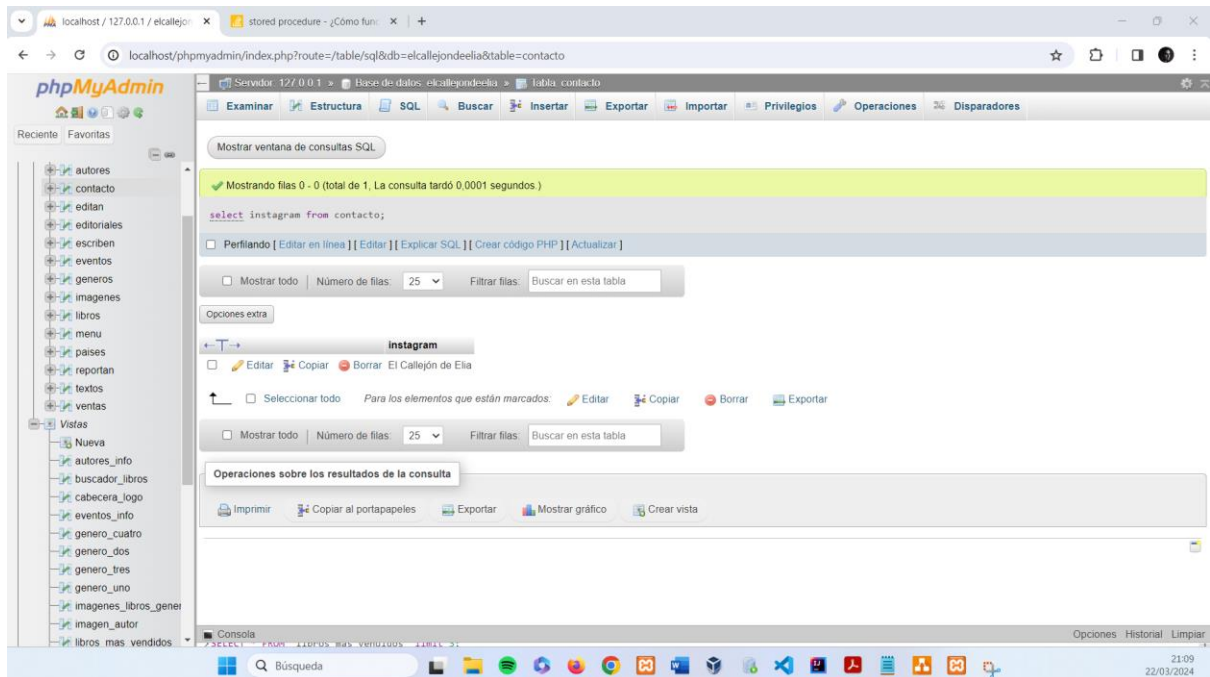 localhost / 127.0.0.1 / elcallejon
stored procedure - ¿Cómo func
localhost/phpmyadmin/index.php?route=/table/sql&db=elcallejondeelia&table=contacto
phpMyAdmin
Reciente Favoritas
autores
contacto
editan
editoriales
escriben
eventos
generos
imagenes
libros
menu
paises
reportan
textos
ventas
Vistas
Nueva
autores_info
buscador_libros
cabecera_logo
eventos_info
genero_cuatro
genero_dos
genero_tres
genero_uno
imagenes_libros_gener
imagen_autor
libros_mas_vendidos
Servidor: 127.0.0.1 » Base de datos: elcallejondeelia » Tabla: contacto
Examinar Estructura SQL Buscar Insertar Exportar Importar Privilegios Operaciones Disparadores
Mostrar ventana de consultas SQL
Mostrando filas 0 - 0 (total de 1, La consulta tardó 0,0001 segundos.)
select instagram from contacto;
Perfilando [ Editar en línea ] [ Editar ] [ Explicar SQL ] [ Crear código PHP ] [ Actualizar ]
Mostrar todo | Número de filas: 25 Filtrar filas: Buscar en esta tabla
Opciones extra
←T→ instagram
Editar Copiar Borrar El Callejón de Elia
Seleccionar todo Para los elementos que están marcados: Editar Copiar Borrar Exportar
Mostrar todo | Número de filas: 25 Filtrar filas: Buscar en esta tabla
Operaciones sobre los resultados de la consulta
Imprimir Copiar al portapapeles Exportar Mostrar gráfico Crear vista
Consola Opciones Historial Limpiar
>SELECT * FROM `libros_mas_vendidos` limit 5;
Búsqueda
21:09
22/03/2024